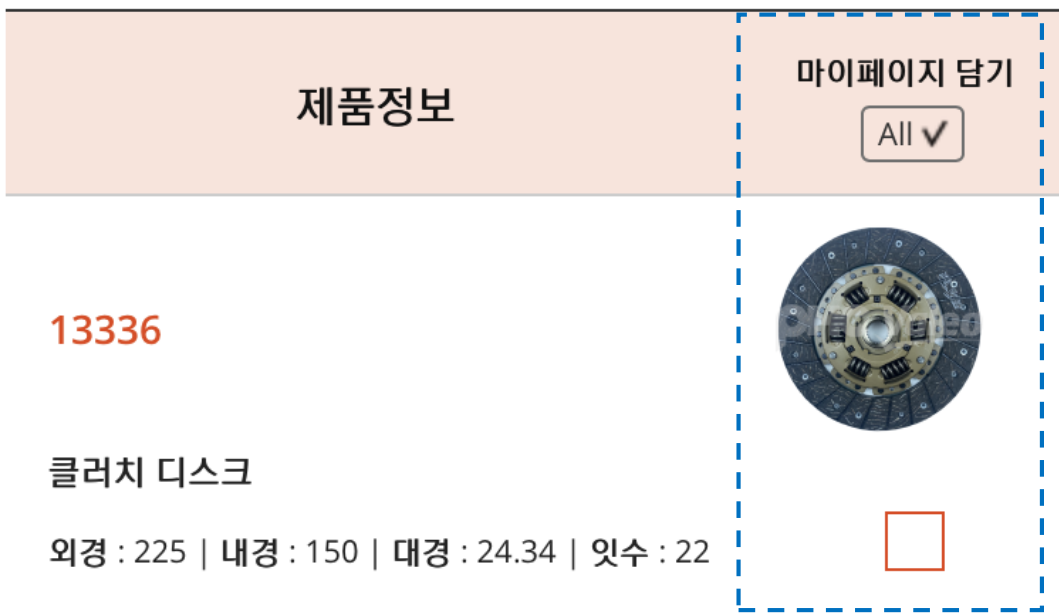 제품정보
마이페이지 담기
All ✓
13336
클러치 디스크
외경 : 225 | 내경 : 150 | 대경 : 24.34 | 잇수 : 22